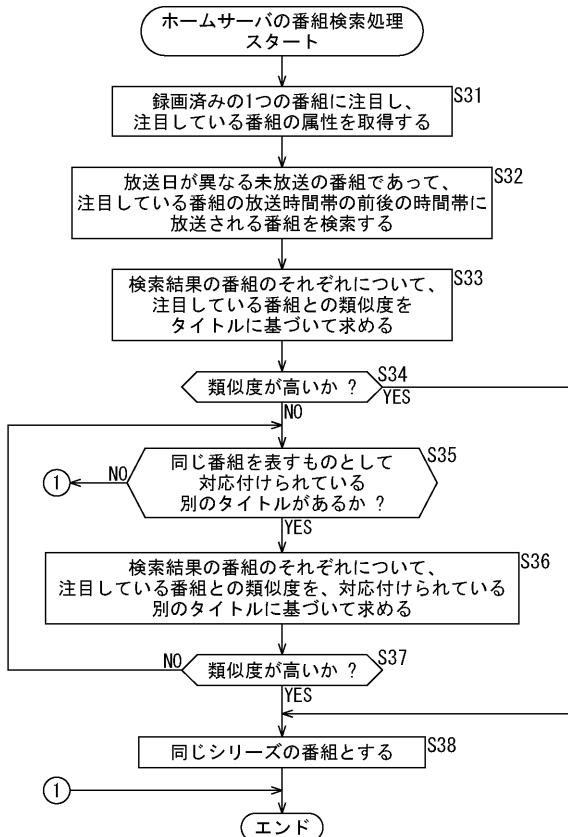 ホームサーバの番組検索処理
スタート
録画済みの1つの番組に注目し、
注目している番組の属性を取得する
S31
放送日が異なる未放送の番組であって、
注目している番組の放送時間帯の前後の時間帯に
放送される番組を検索する
S32
検索結果の番組のそれぞれについて、
注目している番組との類似度を
タイトルに基づいて求める
S33
類似度が高いか ?
S34
YES
NO
同じ番組を表すものとして
対応付けられている
別のタイトルがあるか ?
S35
NO
1
YES
検索結果の番組のそれぞれについて、
注目している番組との類似度を、対応付けられている
別のタイトルに基づいて求める
S36
類似度が高いか ?
S37
NO
YES
同じシリーズの番組とする
S38
1
エンド